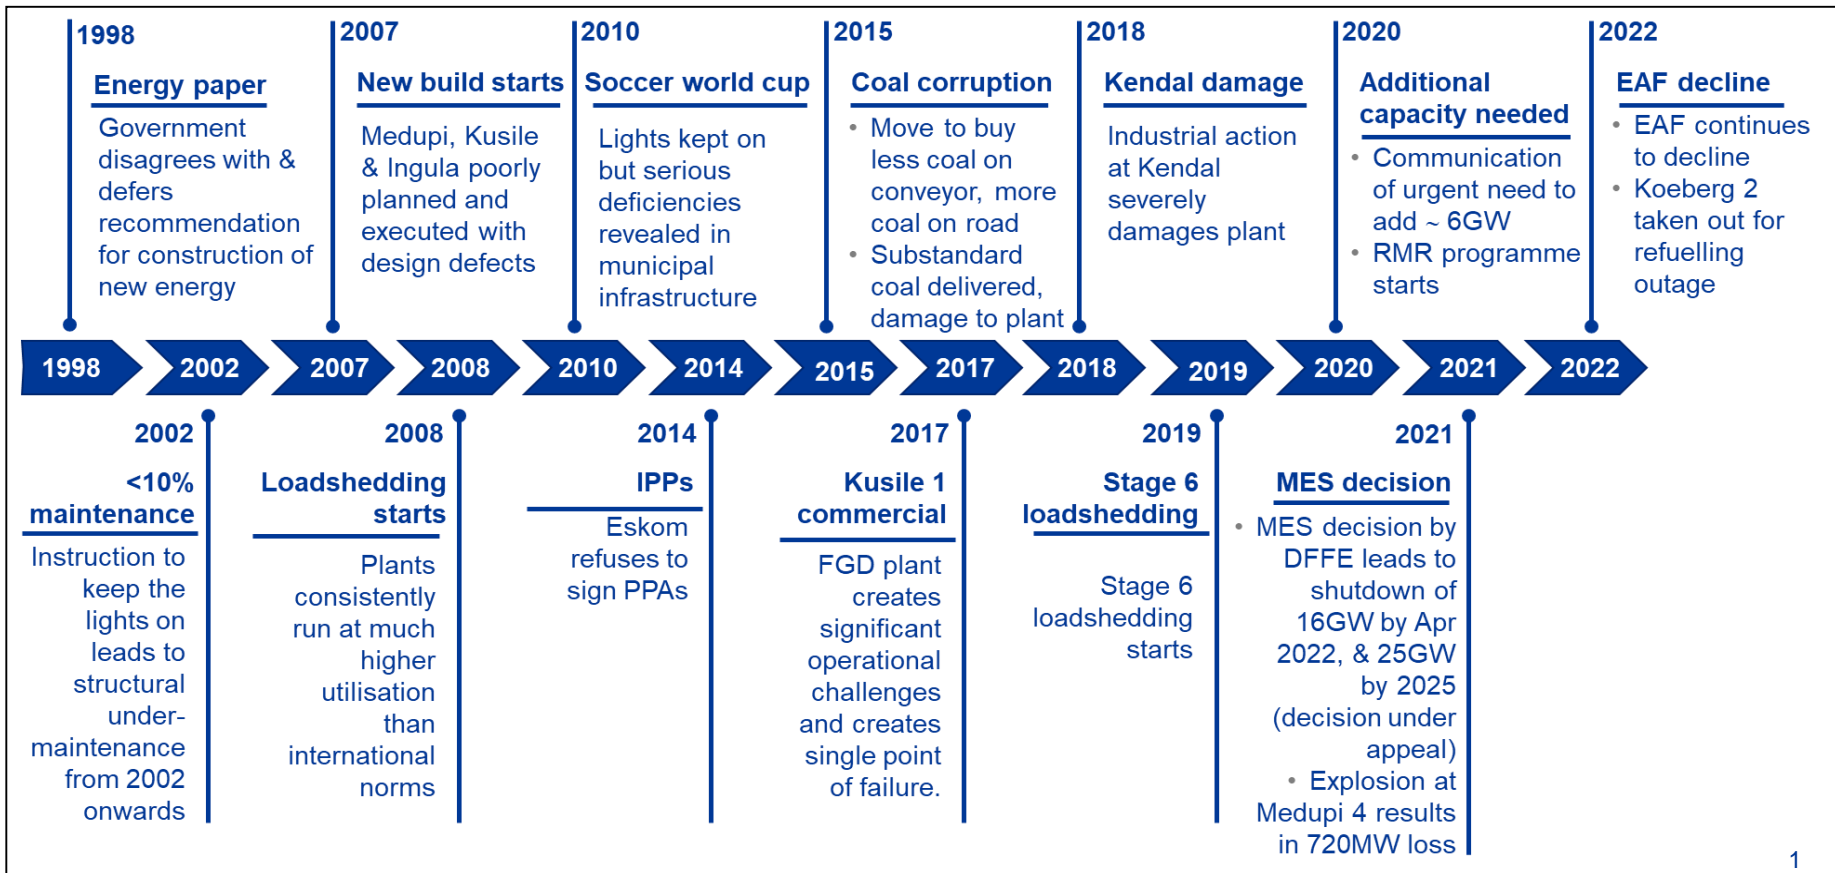 1998
Energy paper
Government
disagrees with &
defers
recommendation
for construction of
new energy
2007
New build starts
Medupi, Kusile
& Ingula poorly
planned and
executed with
design defects
2010
Soccer world cup
Lights kept on
but serious
deficiencies
revealed in
municipal
infrastructure
2015
Coal corruption
• Move to buy
less coal on
conveyor, more
coal on road
• Substandard
coal delivered,
damage to plant
2018
Kendal damage
Industrial action
at Kendal
severely
damages plant
2020
Additional
capacity needed
• Communication
of urgent need to
add ~ 6GW
• RMR programme
starts
2022
EAF decline
• EAF continues
to decline
• Koeberg 2
taken out for
refuelling
outage
1998 2002 2007 2008 2010 2014 2015 2017 2018 2019 2020 2021 2022
2002
<10%
maintenance
Instruction to
keep the
lights on
leads to
structural
under-
maintenance
from 2002
onwards
2008
Loadshedding
starts
Plants
consistently
run at much
higher
utilisation
than
international
norms
2014
IPPs
Eskom
refuses to
sign PPAs
2017
Kusile 1
commercial
FGD plant
creates
significant
operational
challenges
and creates
single point
of failure.
2019
Stage 6
loadshedding
Stage 6
loadshedding
starts
2021
MES decision
• MES decision by
DFFE leads to
shutdown of
16GW by Apr
2022, & 25GW
by 2025
(decision under
appeal)
• Explosion at
Medupi 4 results
in 720MW loss
1